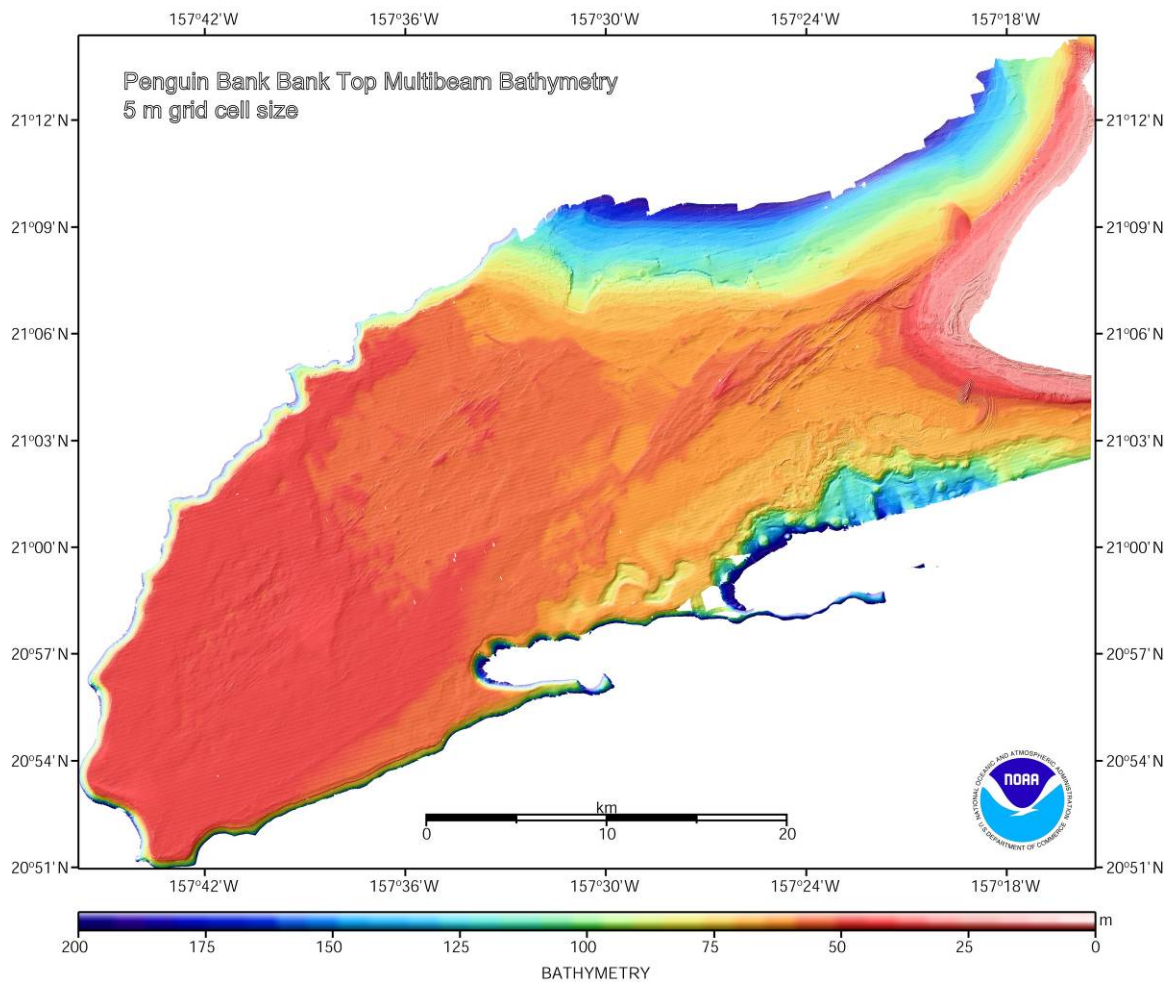 157°42'W 157°36'W 157°30'W 157°24'W 157°18'W
Penguin Bank Bank Top Multibeam Bathymetry
5 m grid cell size
21°12'N 21°12'N
21°09'N 21°09'N
21°06'N 21°06'N
21°03'N 21°03'N
21°00'N 21°00'N
20°57'N 20°57'N
20°54'N 20°54'N
NATIONAL OCEANIC AND ATMOSPHERIC ADMINISTRATION
NOAA
U.S. DEPARTMENT OF COMMERCE
km
0 10 20
20°51'N 20°51'N
157°42'W 157°36'W 157°30'W 157°24'W 157°18'W
m
200 175 150 125 100 75 50 25 0
BATHYMETRY